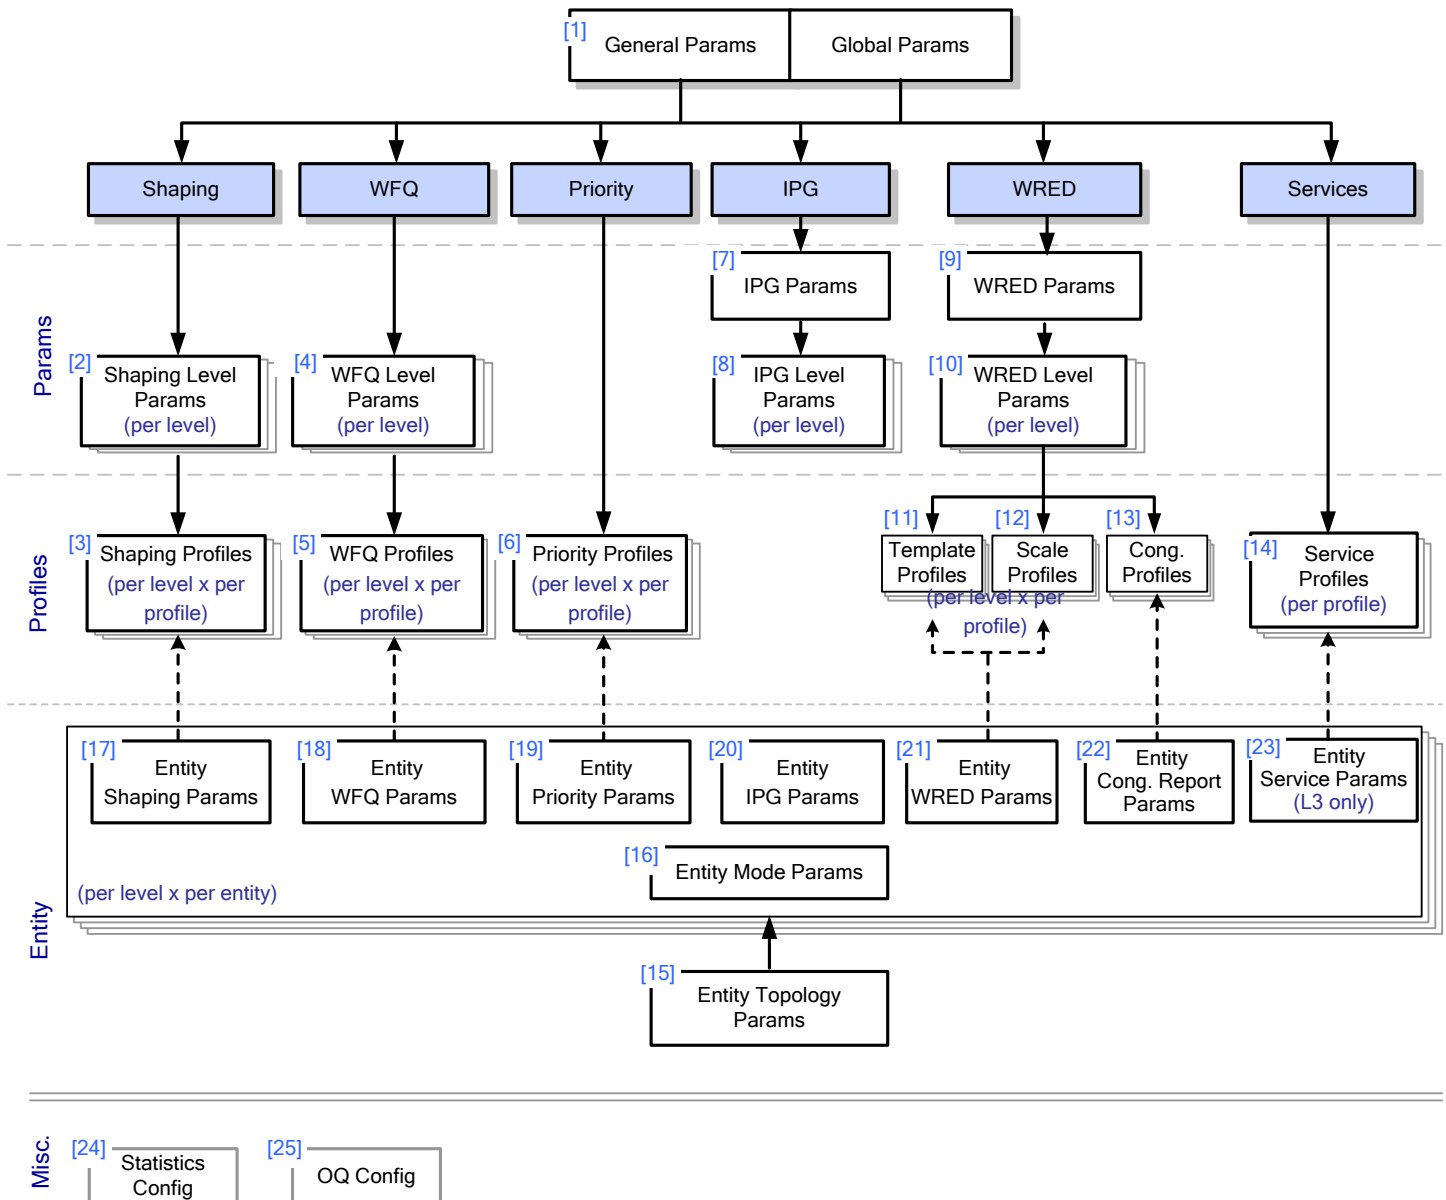 [1]
General Params
Global Params
Shaping
WFQ
Priority
IPG
WRED
Services
Params
[7]
IPG Params
[9]
WRED Params
[2]
Shaping Level
Params
(per level)
[4]
WFQ Level
Params
(per level)
[8]
IPG Level
Params
(per level)
[10]
WRED Level
Params
(per level)
Profiles
[3]
Shaping Profiles
(per level x per
profile)
[5]
WFQ Profiles
(per level x per
profile)
[6]
Priority Profiles
(per level x per
profile)
[11]
Template
Profiles
[12]
Scale
Profiles
[13]
Cong.
Profiles
(per level x per
profile)
[14]
Service
Profiles
(per profile)
Entity
[17]
Entity
Shaping Params
[18]
Entity
WFQ Params
[19]
Entity
Priority Params
[20]
Entity
IPG Params
[21]
Entity
WRED Params
[22]
Entity
Cong. Report
Params
[23]
Entity
Service Params
(L3 only)
[16]
Entity Mode Params
(per level x per entity)
[15]
Entity Topology
Params
Misc.
[24]
Statistics
Config
[25]
OQ Config